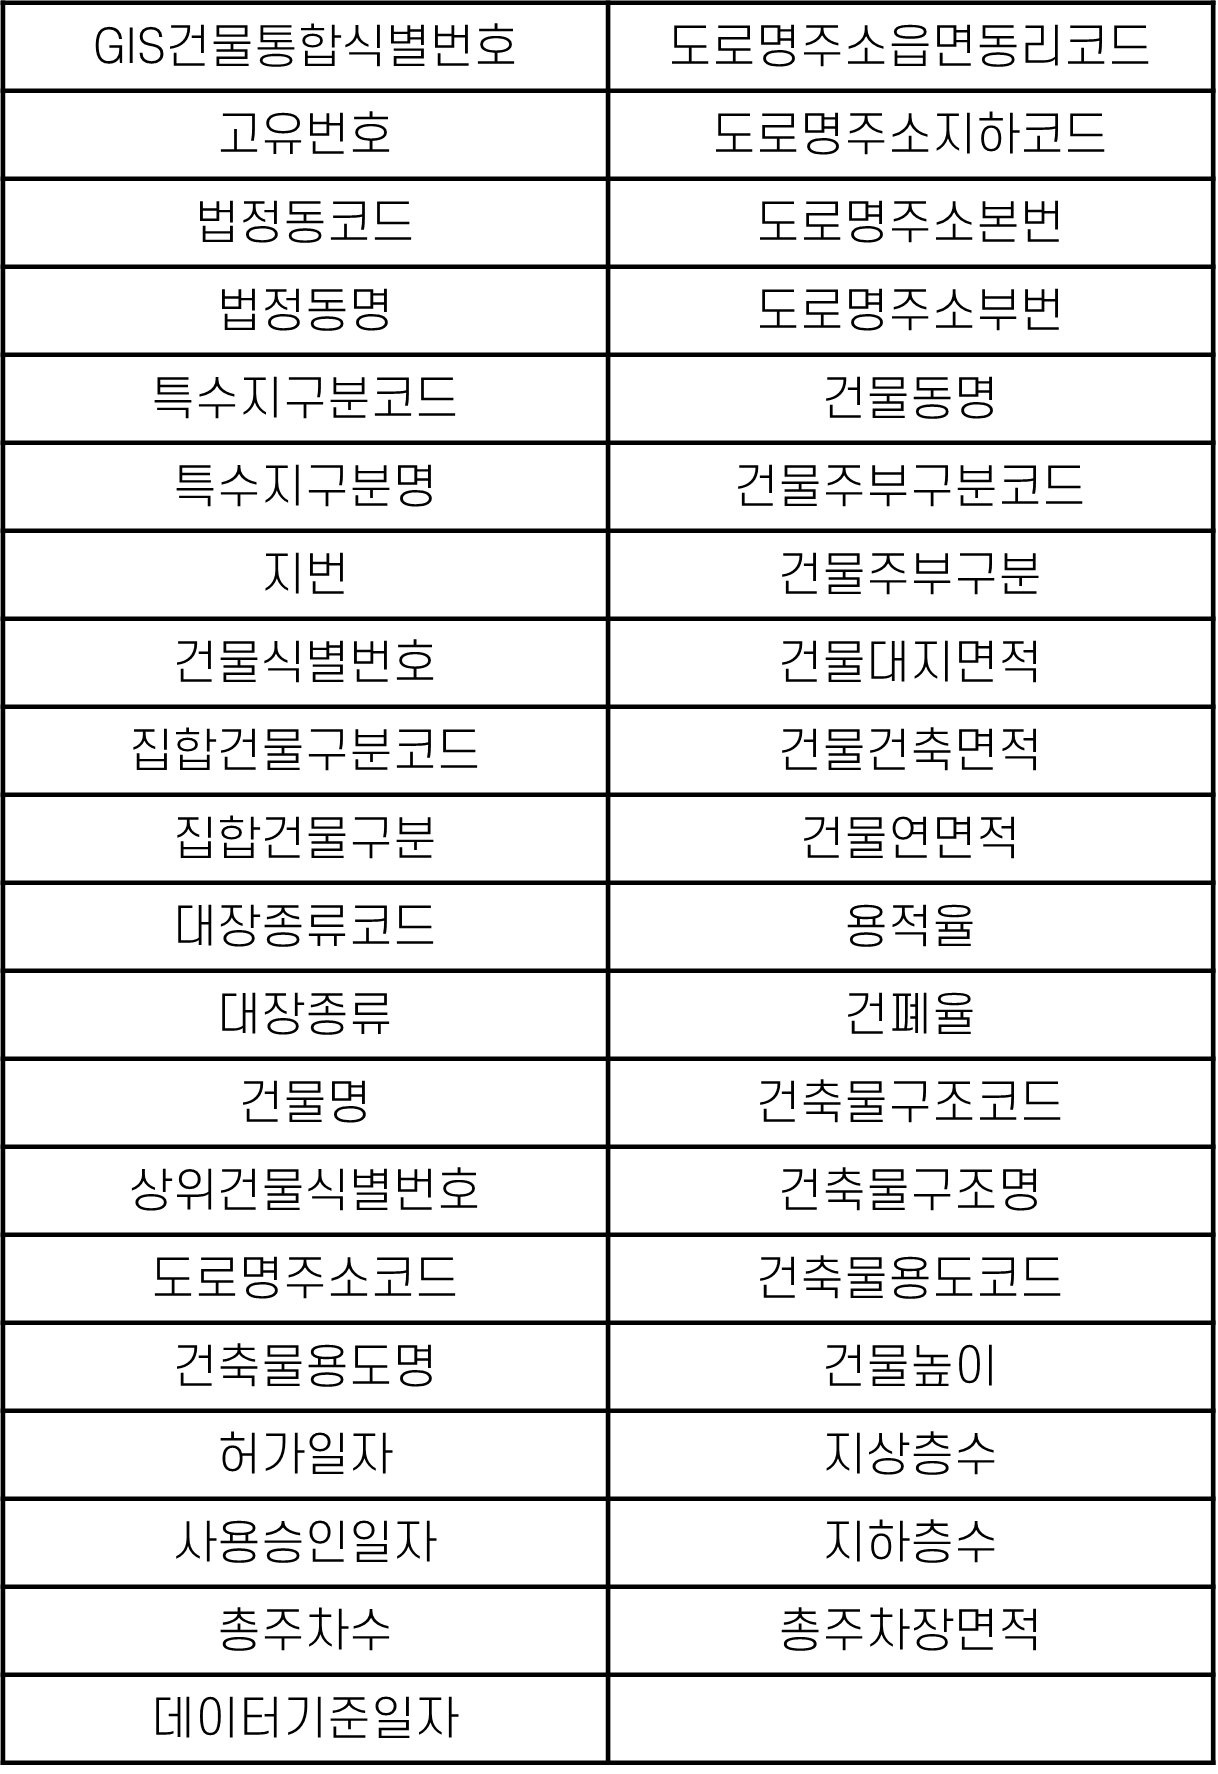 GIS건물통합식별번호 도로명주소읍면동리코드
고유번호 도로명주소지하코드
법정동코드 도로명주소본번
법정동명 도로명주소부번
특수지구분코드 건물동명
특수지구분명 건물주부구분코드
지번 건물주부구분
건물식별번호 건물대지면적
집합건물구분코드 건물건축면적
집합건물구분 건물연면적
대장종류코드 용적율
대장종류 건폐율
건물명 건축물구조코드
상위건물식별번호 건축물구조명
도로명주소코드 건축물용도코드
건축물용도명 건물높이
허가일자 지상층수
사용승인일자 지하층수
총주차수 총주차장면적
데이터기준일자